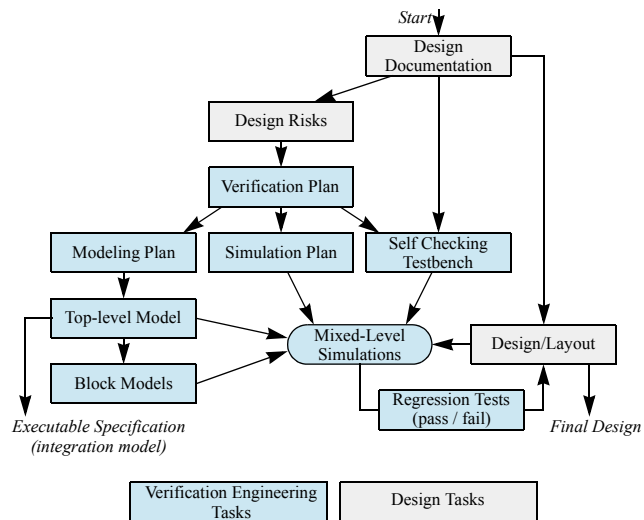 Start
Design
Documentation
Design Risks
Verification Plan
Modeling Plan
Simulation Plan
Self Checking
Testbench
Top-level Model
Mixed-Level
Simulations
Design/Layout
Block Models
Regression Tests
(pass / fail)
Executable Specification
(integration model)
Final Design
Verification Engineering
Tasks
Design Tasks